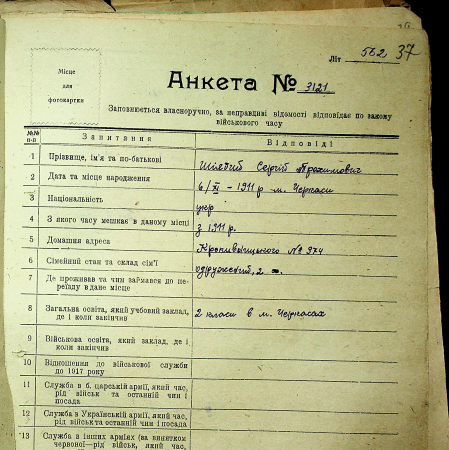 Літ 562 37
Місце
для
фотокартки
Анкета № 3121
Заповнюється власноручно, за неправдиві відомості відповідає по закону
військового часу
№№
п-п
Запитання
Відповіді
1 Прізвище, ім'я та по-батькові
Сергій Трохимович
2 Дата та місце народження
6/XI - 1911 р м. Черкаси
3 Національність
укр
4 З якого часу мешкає в даному місці
з 1911 р.
5 Домашня адреса
Кропивницького № 374
6 Сімейний стан та склад сім'ї
одружений, 2
7 Де проживав та чим займався до пе-
реїзду в дане місце
8 Загальна освіта, який учбовий заклад,
де і коли закінчив
2 класи в м. Черкасах
9 Військова освіта, який заклад, де і
коли закінчив
10 Відношення до військової служби
до 1917 року
11 Служба в б. царській армії, який час,
рід військ та останній чин і
посада
12 Служба в Українській армії, який час,
рід військ та останній чин і посада
13 Служба в інших арміях (за винятком
червоної—рід військ, який час,